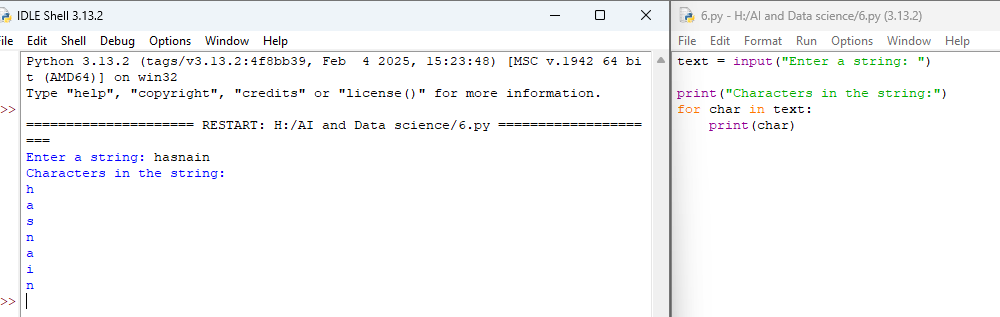 IDLE Shell 3.13.2
File Edit Shell Debug Options Window Help
Python 3.13.2 (tags/v3.13.2:4f8bb39, Feb  4 2025, 15:23:48) [MSC v.1942 64 bi
t (AMD64)] on win32
Type "help", "copyright", "credits" or "license()" for more information.
>>
===================== RESTART: H:/AI and Data science/6.py ==================
===
Enter a string: hasnain
Characters in the string:
h
a
s
n
a
i
n
>>
6.py - H:/AI and Data science/6.py (3.13.2)
File Edit Format Run Options Window Help
text = input("Enter a string: ")
print("Characters in the string:")
for char in text:
    print(char)